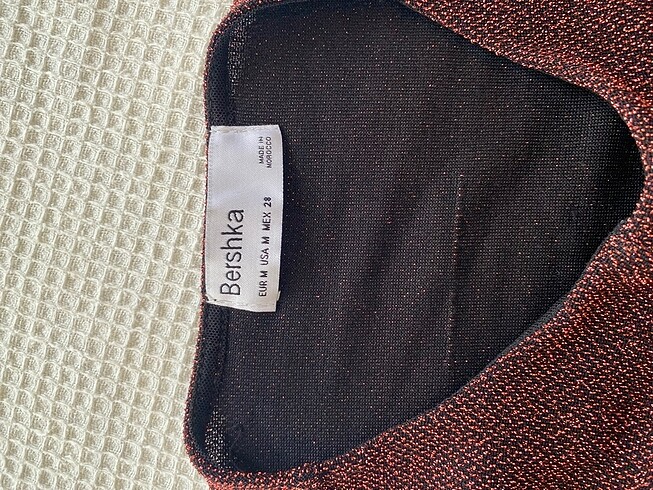 Bershka
EUR M USA M MEX 28
MADE IN
MOROCCO